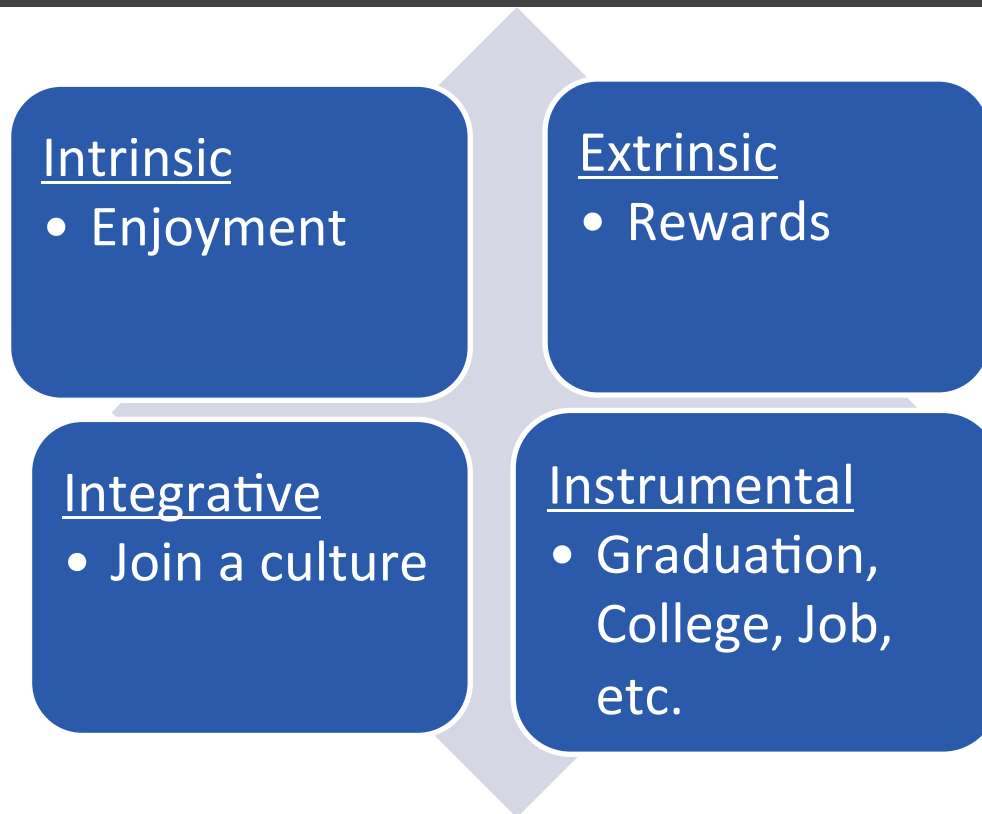 Intrinsic
• Enjoyment
Extrinsic
• Rewards
Integrative
• Join a culture
Instrumental
• Graduation,
College, Job,
etc.